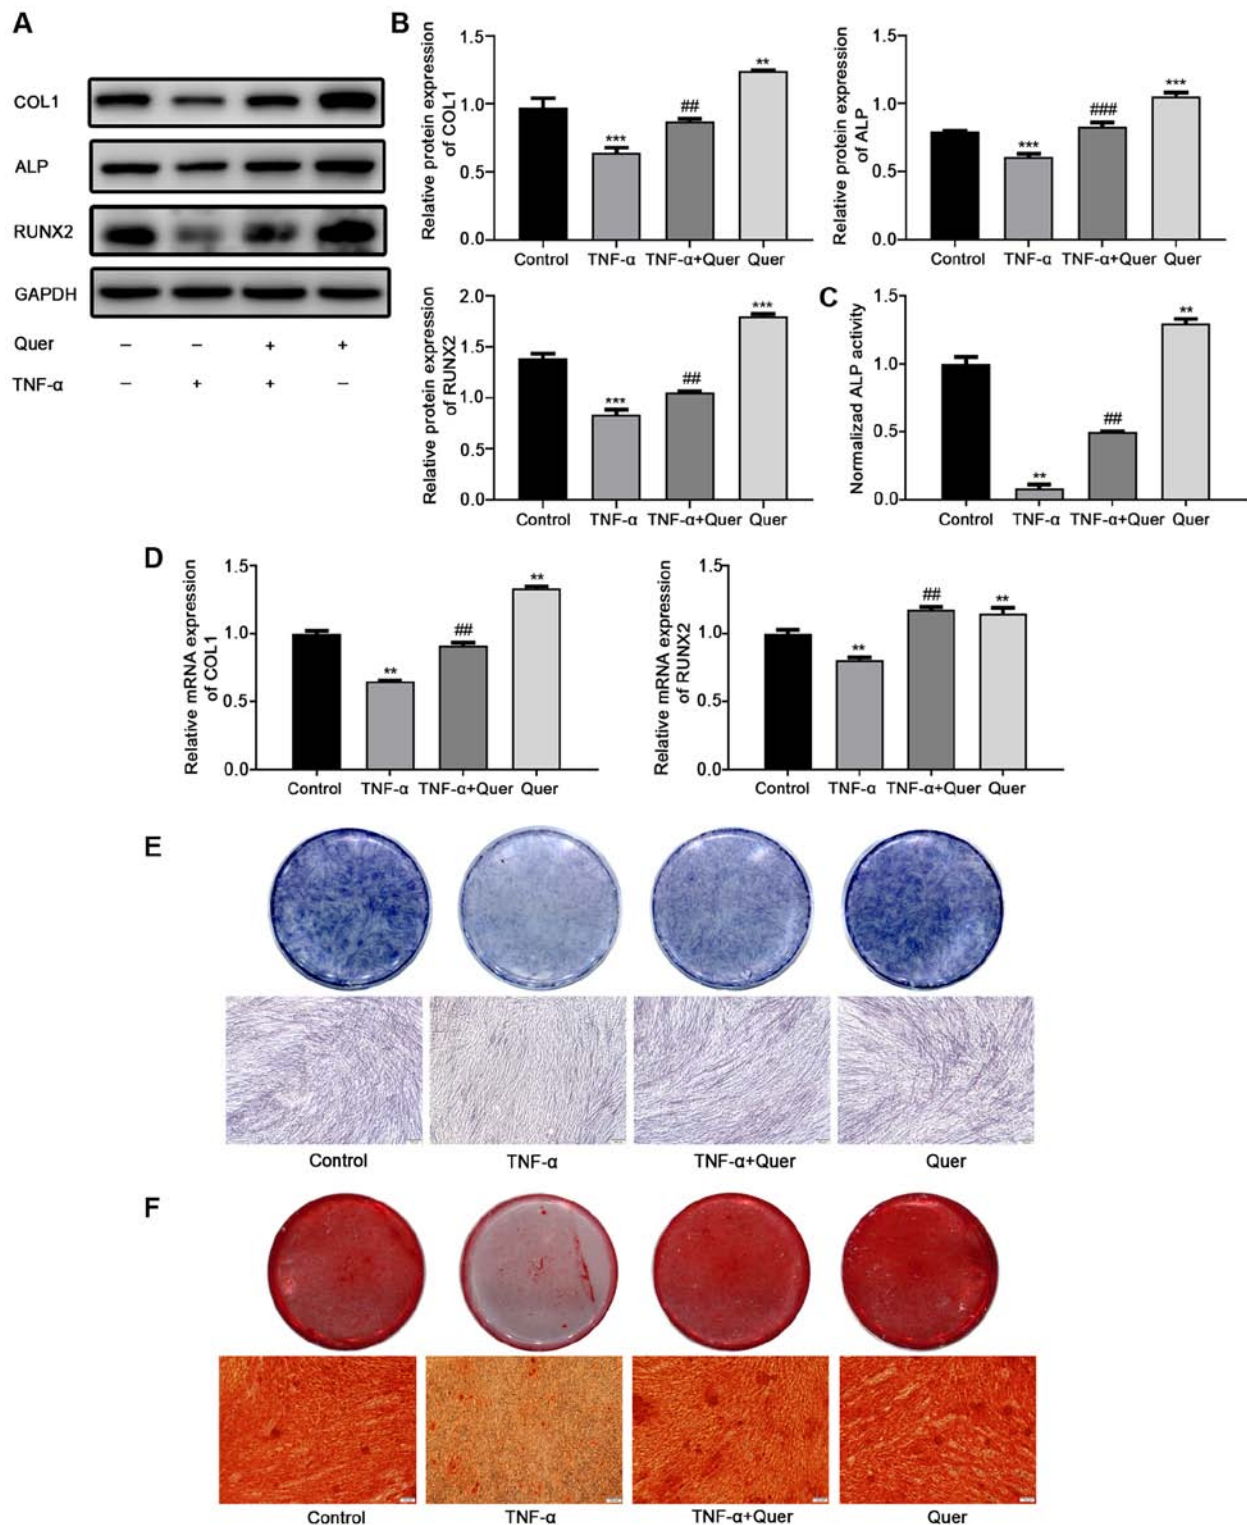 A
COL1
ALP
RUNX2
GAPDH
Quer − − + +
TNF-α − + + −
B
Relative protein expression
of COL1
1.5
1.0
0.5
0.0
***
##
**
Control TNF-α TNF-α+Quer Quer
Relative protein expression
of ALP
1.5
1.0
0.5
0.0
***
###
***
Control TNF-α TNF-α+Quer Quer
Relative protein expression
of RUNX2
2.0
1.5
1.0
0.5
0.0
***
##
***
Control TNF-α TNF-α+Quer Quer
C
Normalizad ALP activity
1.5
1.0
0.5
0.0
**
##
**
Control TNF-α TNF-α+Quer Quer
D
Relative mRNA expression
of COL1
1.5
1.0
0.5
0.0
**
##
**
Control TNF-α TNF-α+Quer Quer
Relative mRNA expression
of RUNX2
1.5
1.0
0.5
0.0
**
##
**
Control TNF-α TNF-α+Quer Quer
E
Control TNF-α TNF-α+Quer Quer
F
Control TNF-α TNF-α+Quer Quer